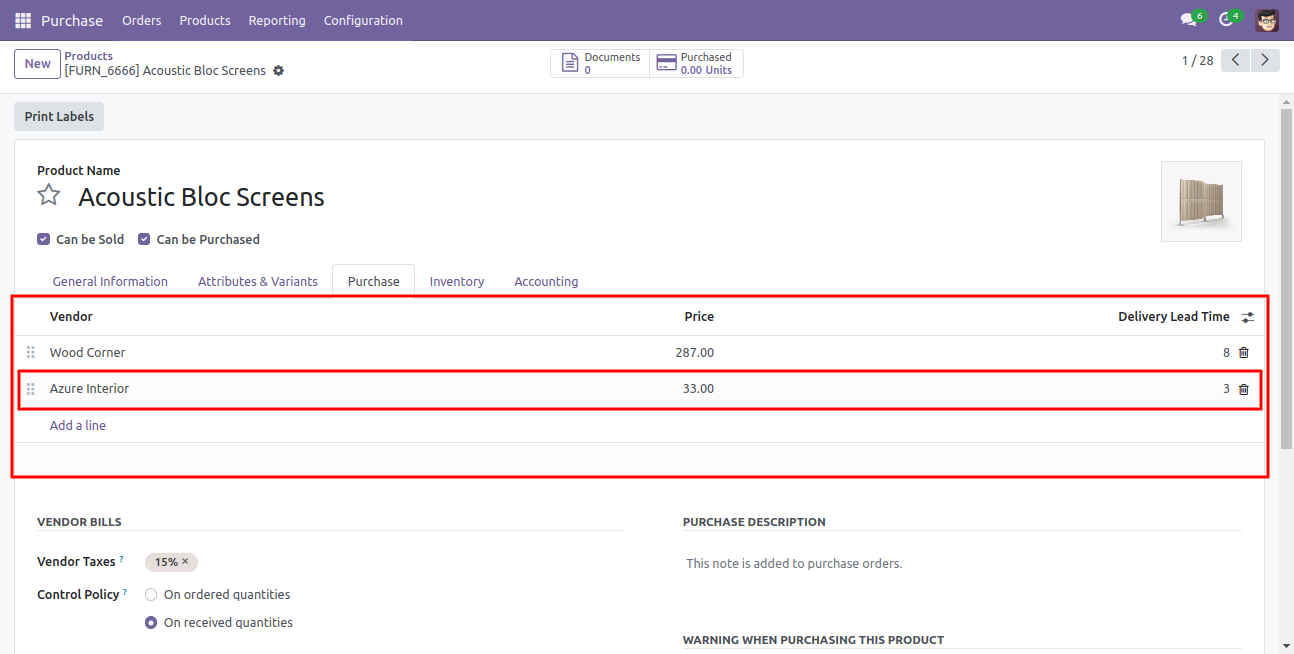 Purchase Orders Products Reporting Configuration 6 4
New Products Documents Purchased 1 / 28
[FURN_6666] Acoustic Bloc Screens 0 0.00 Units
Print Labels
Product Name
Acoustic Bloc Screens
Can be Sold Can be Purchased
General Information Attributes & Variants Purchase Inventory Accounting
Vendor Price Delivery Lead Time
Wood Corner 287.00 8
Azure Interior 33.00 3
Add a line
VENDOR BILLS PURCHASE DESCRIPTION
Vendor Taxes ? 15% × This note is added to purchase orders.
Control Policy ? On ordered quantities
On received quantities
WARNING WHEN PURCHASING THIS PRODUCT